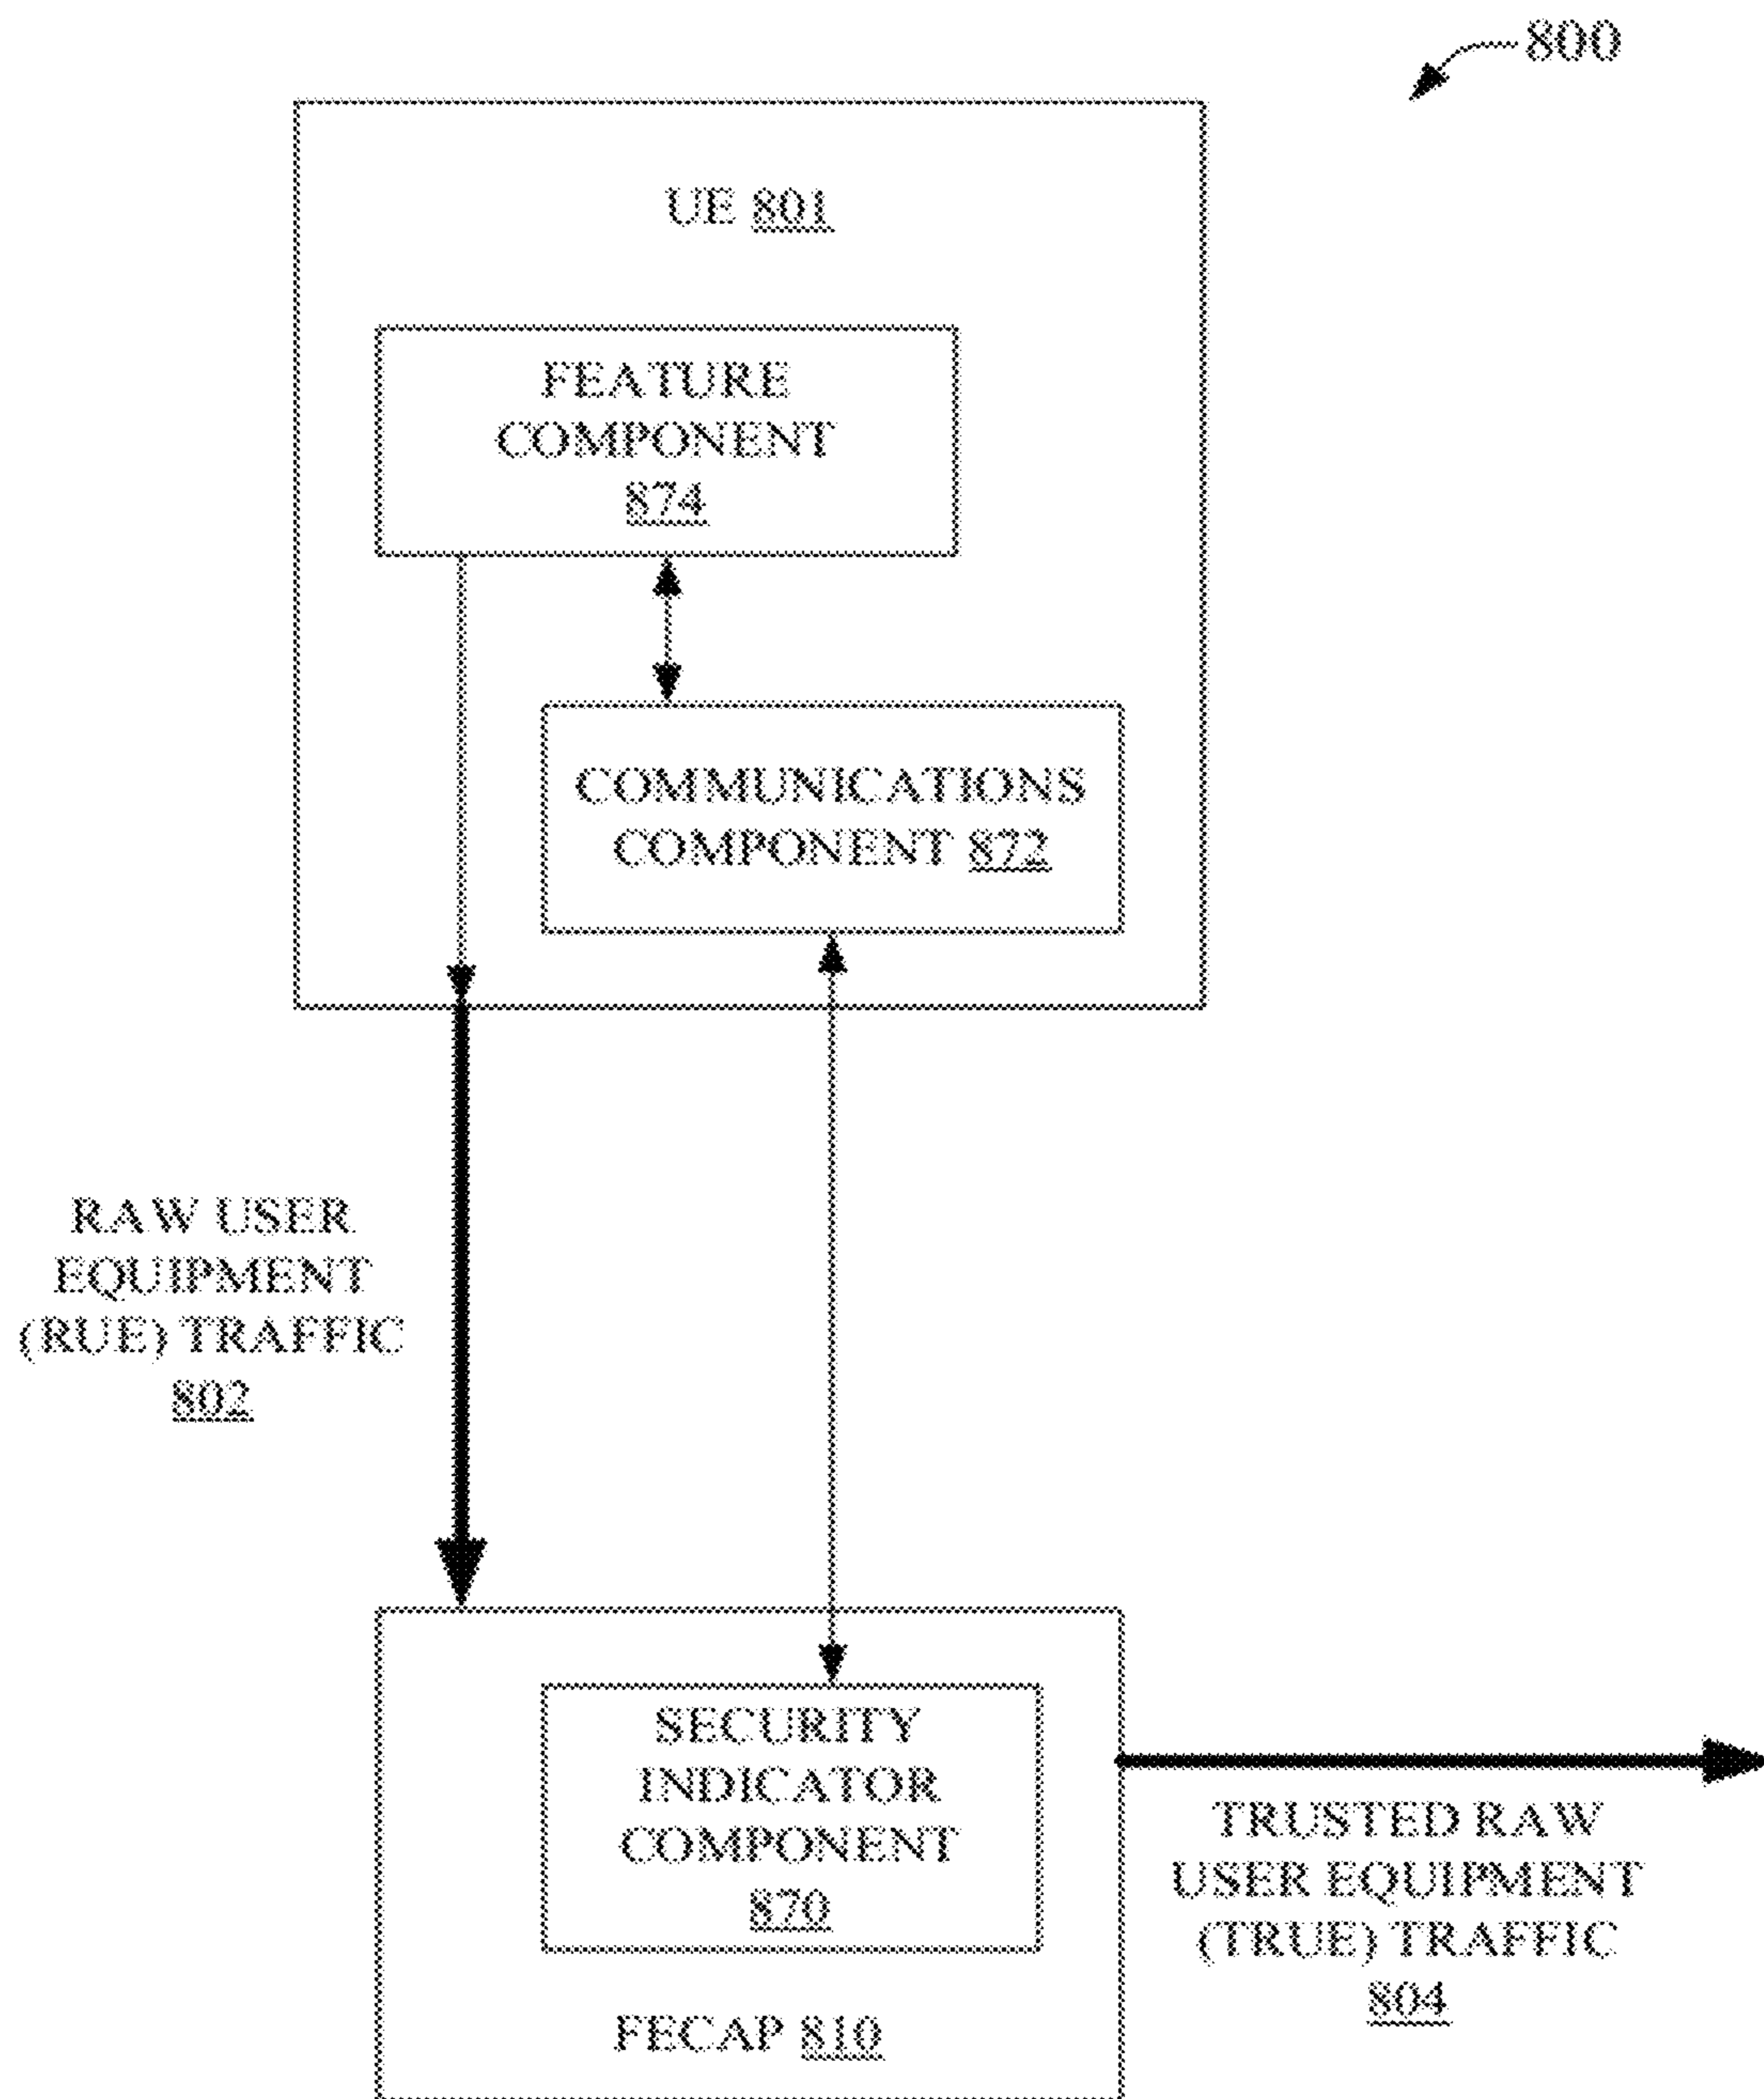 800
UE 801
FEATURE
COMPONENT
874
COMMUNICATIONS
COMPONENT 872
RAW USER
EQUIPMENT
(RUE) TRAFFIC
802
SECURITY
INDICATOR
COMPONENT
870
FECAP 810
TRUSTED RAW
USER EQUIPMENT
(TRUE) TRAFFIC
804